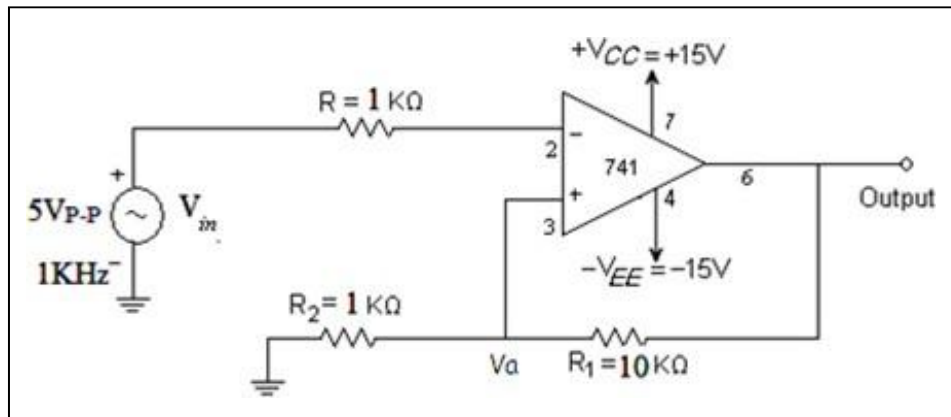 +VCC=+15V
R = 1 KΩ
7
−
2
741
6
+
5VP-P
Vin
+
4
Output
3
1KHz−
−VEE = −15V
R2 = 1 KΩ
Va
R1 = 10 KΩ